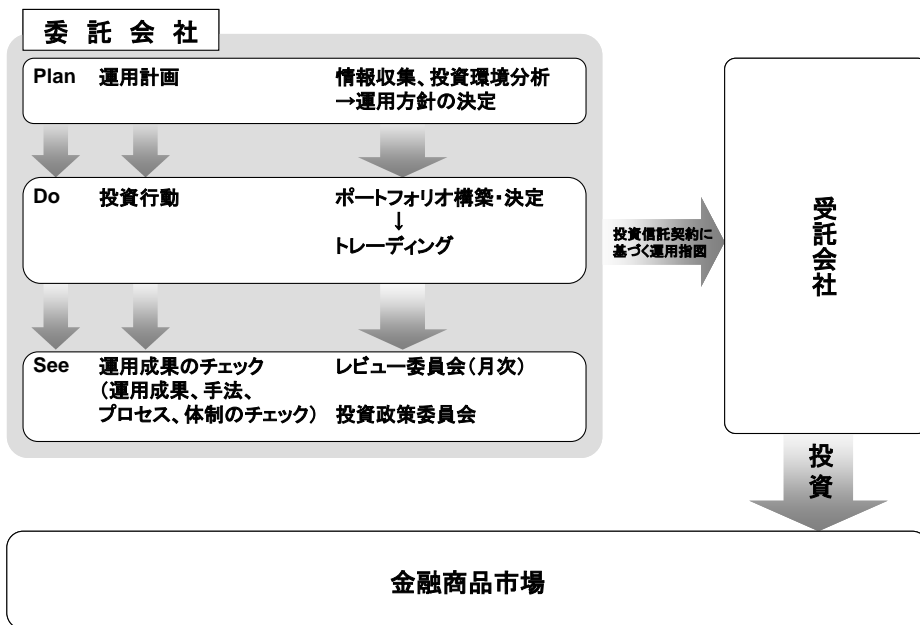 委託会社
Plan 運用計画 情報収集、投資環境分析
→運用方針の決定
Do 投資行動 ポートフォリオ構築・決定
↓
トレーディング
See 運用成果のチェック レビュー委員会(月次)
(運用成果、手法、
プロセス、体制のチェック) 投資政策委員会
投資信託契約に
基づく運用指図
受託会社
投資
金融商品市場